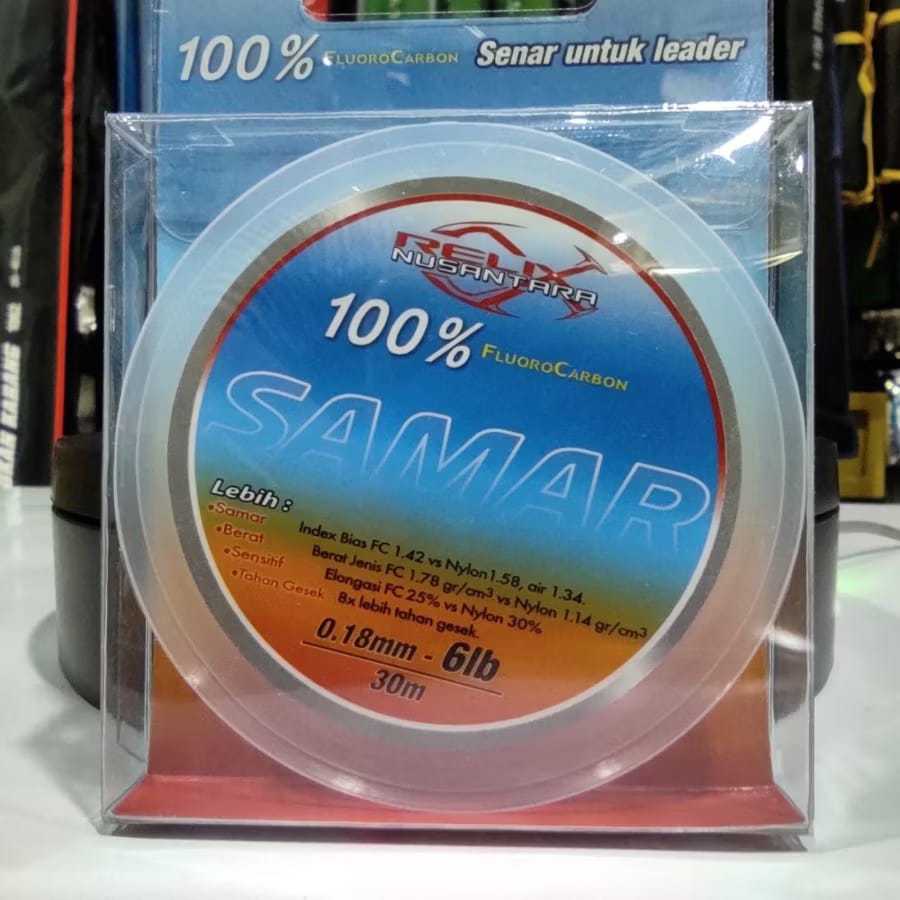 100% FLUOROCARBON Senar untuk leader
RELIX
NUSANTARA
100% FLUOROCARBON
SAMAR
Lebih :
•Samar Index Bias FC 1.42 vs Nylon1.58, air 1.34.
•Berat Berat Jenis FC 1.78 gr/cm³ vs Nylon 1.14 gr/cm³
•Sensitif Elongasi FC 25% vs Nylon 30%
•Tahan Gesek 8x lebih tahan gesek.
0.18mm - 6lb
30m